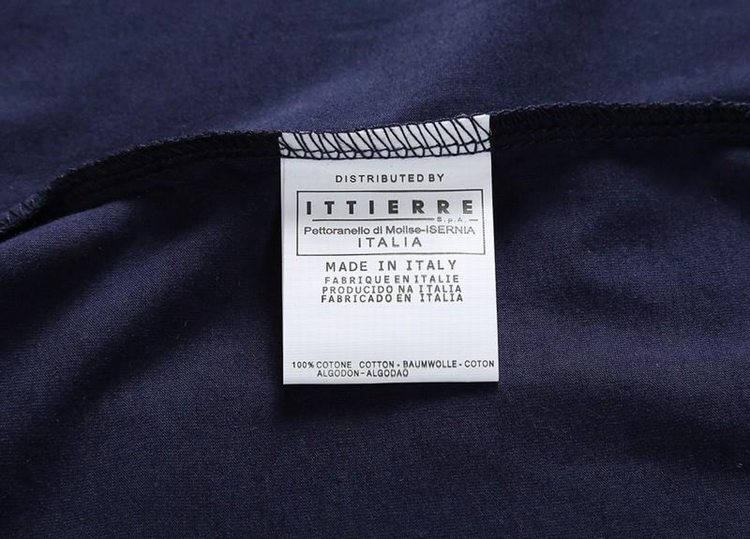 DISTRIBUTED BY
ITTIERRE
S.p.A.
Pettoranello di Molise-ISERNIA
ITALIA
MADE IN ITALY
FABRIQUE EN ITALIE
PRODUCIDO NA ITALIA
FABRICADO EN ITALIA
100% COTONE COTTON - BAUMWOLLE - COTON
ALGODON-ALGODAO